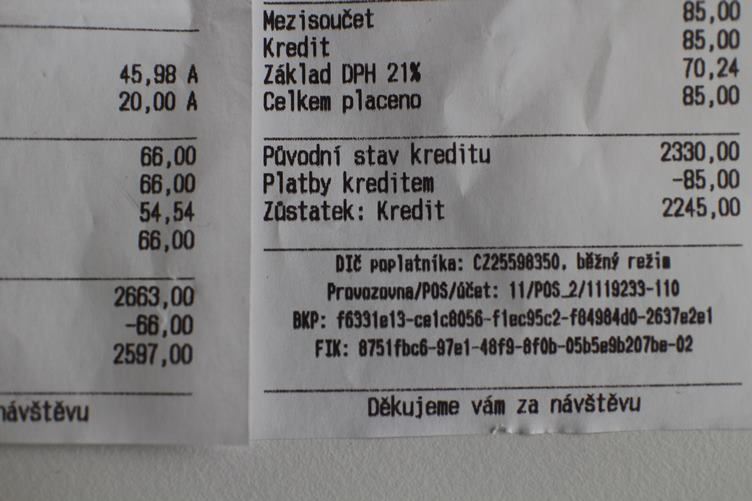 45,98 A
20,00 A
66,00
66,00
54,54
66,00
2663,00
-66,00
2597,00
návštěvu
Mezisoučet 85,00
Kredit 85,00
Základ DPH 21% 70,24
Celkem placeno 85,00
Původní stav kreditu 2330,00
Platby kreditem -85,00
Zůstatek: Kredit 2245,00
DIČ poplatníka: CZ25598350, běžný režim
Provozovna/POS/účet: 11/POS_2/1119233-110
BKP: f6331e13-ce1c8056-f1ec95c2-f84984d0-2637e2e1
FIK: 8751fbc6-97e1-48f9-8f0b-05b5e9b207be-02
Děkujeme vám za návštěvu